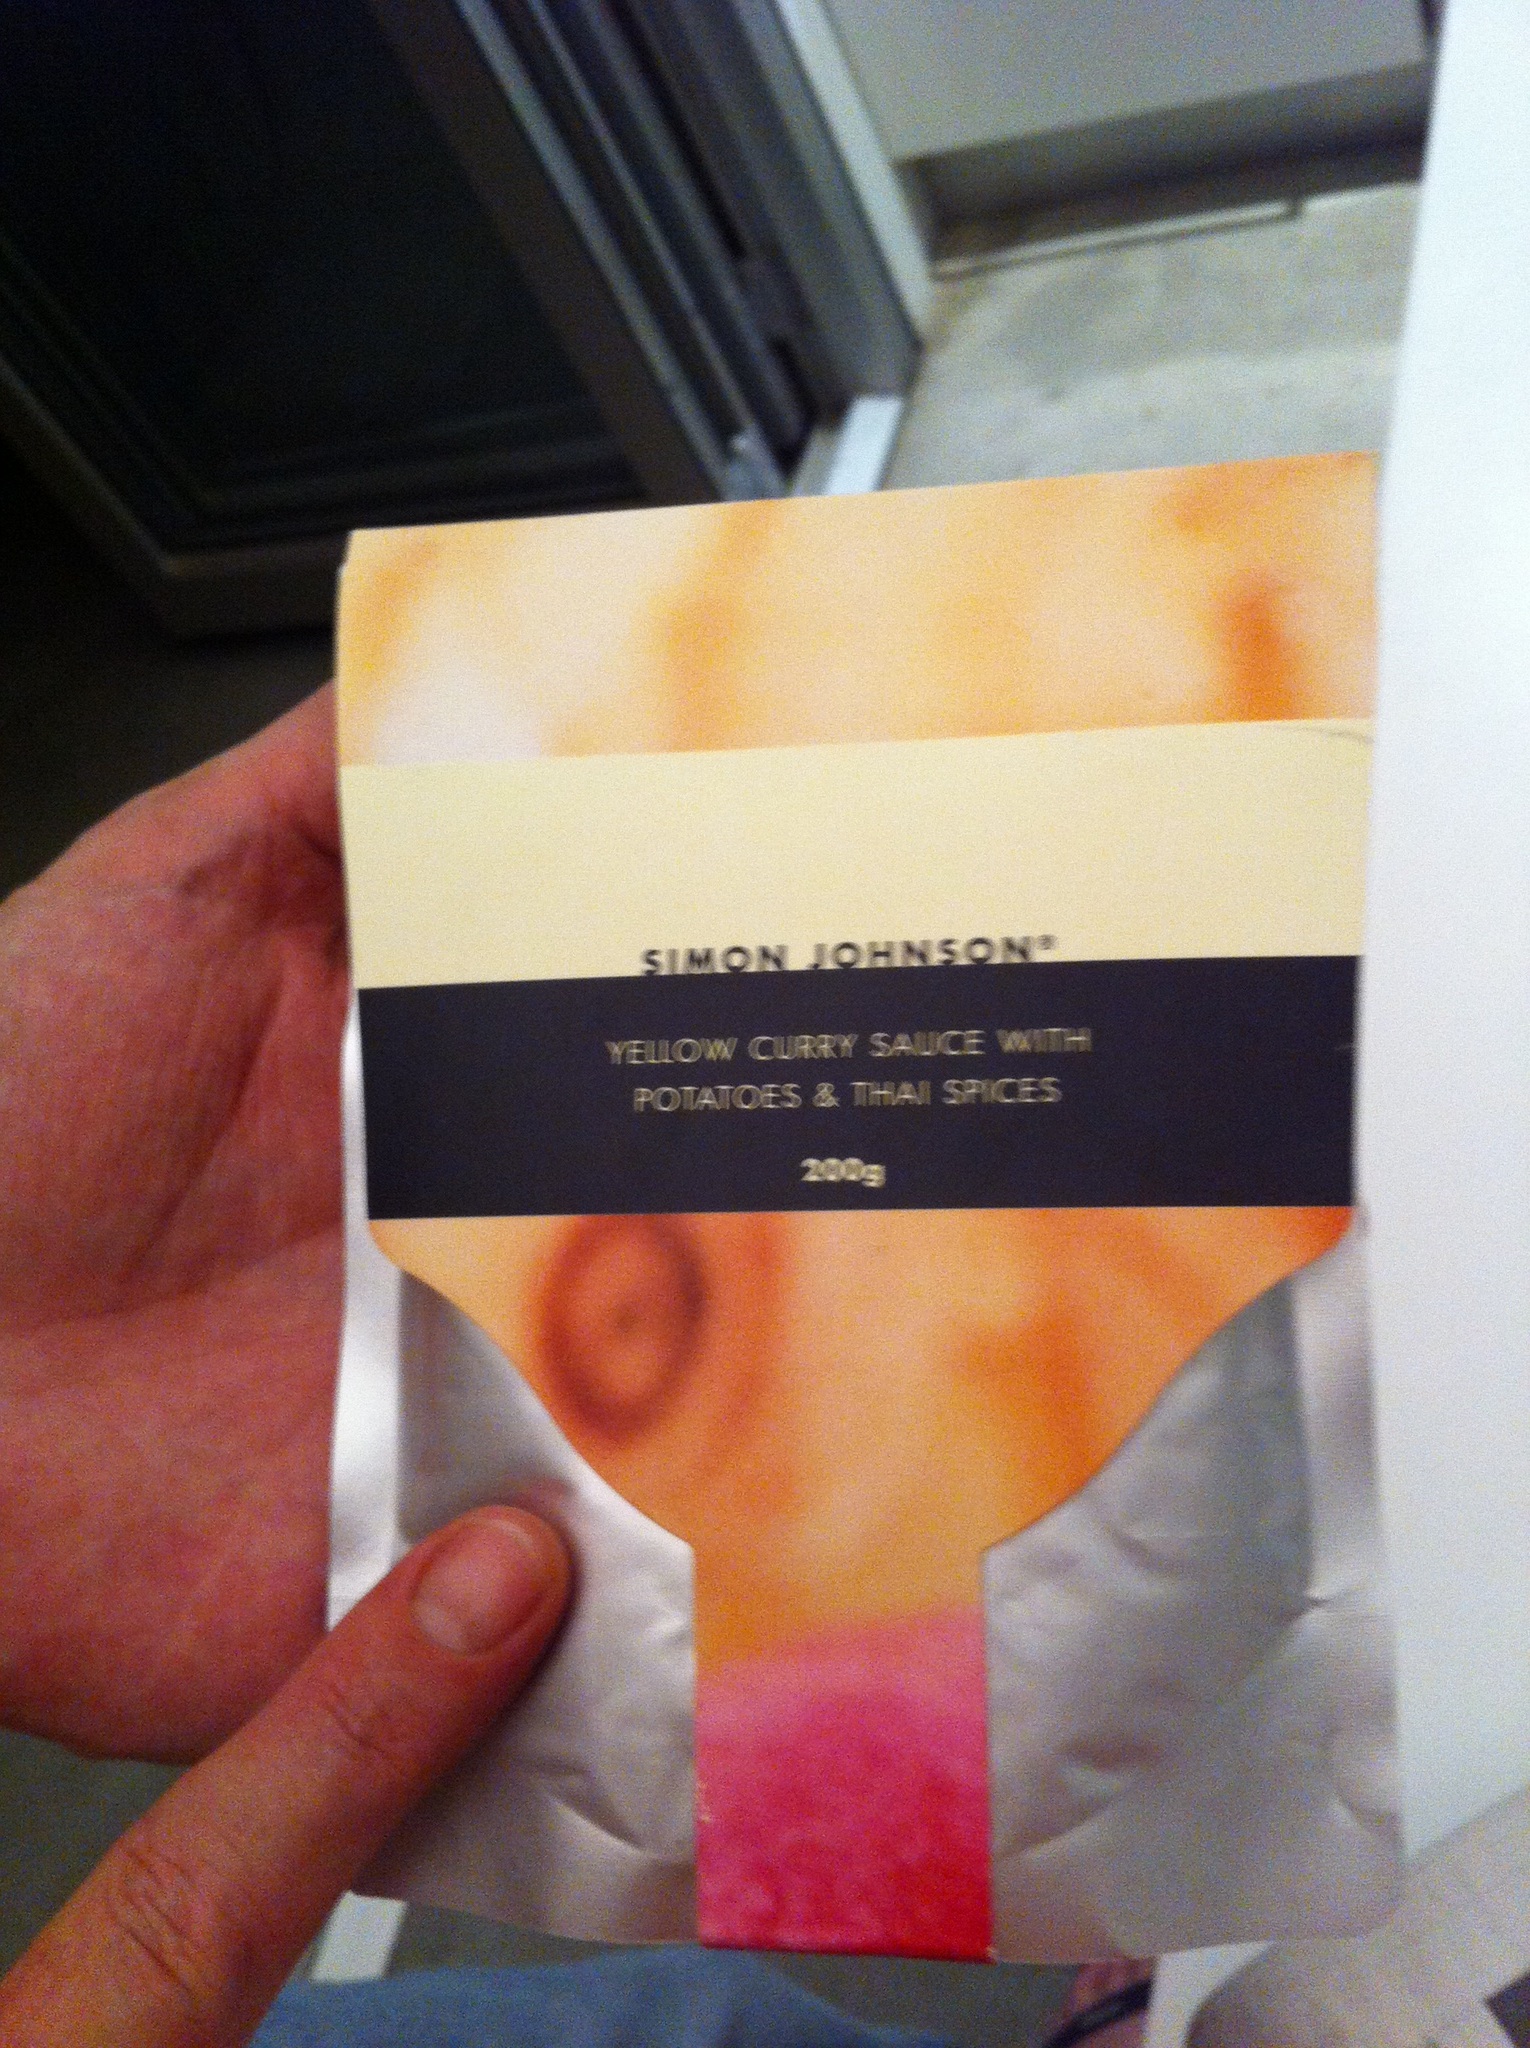 SIMON JOHNSON®
YELLOW CURRY SAUCE WITH
POTATOES & THAI SPICES
200g